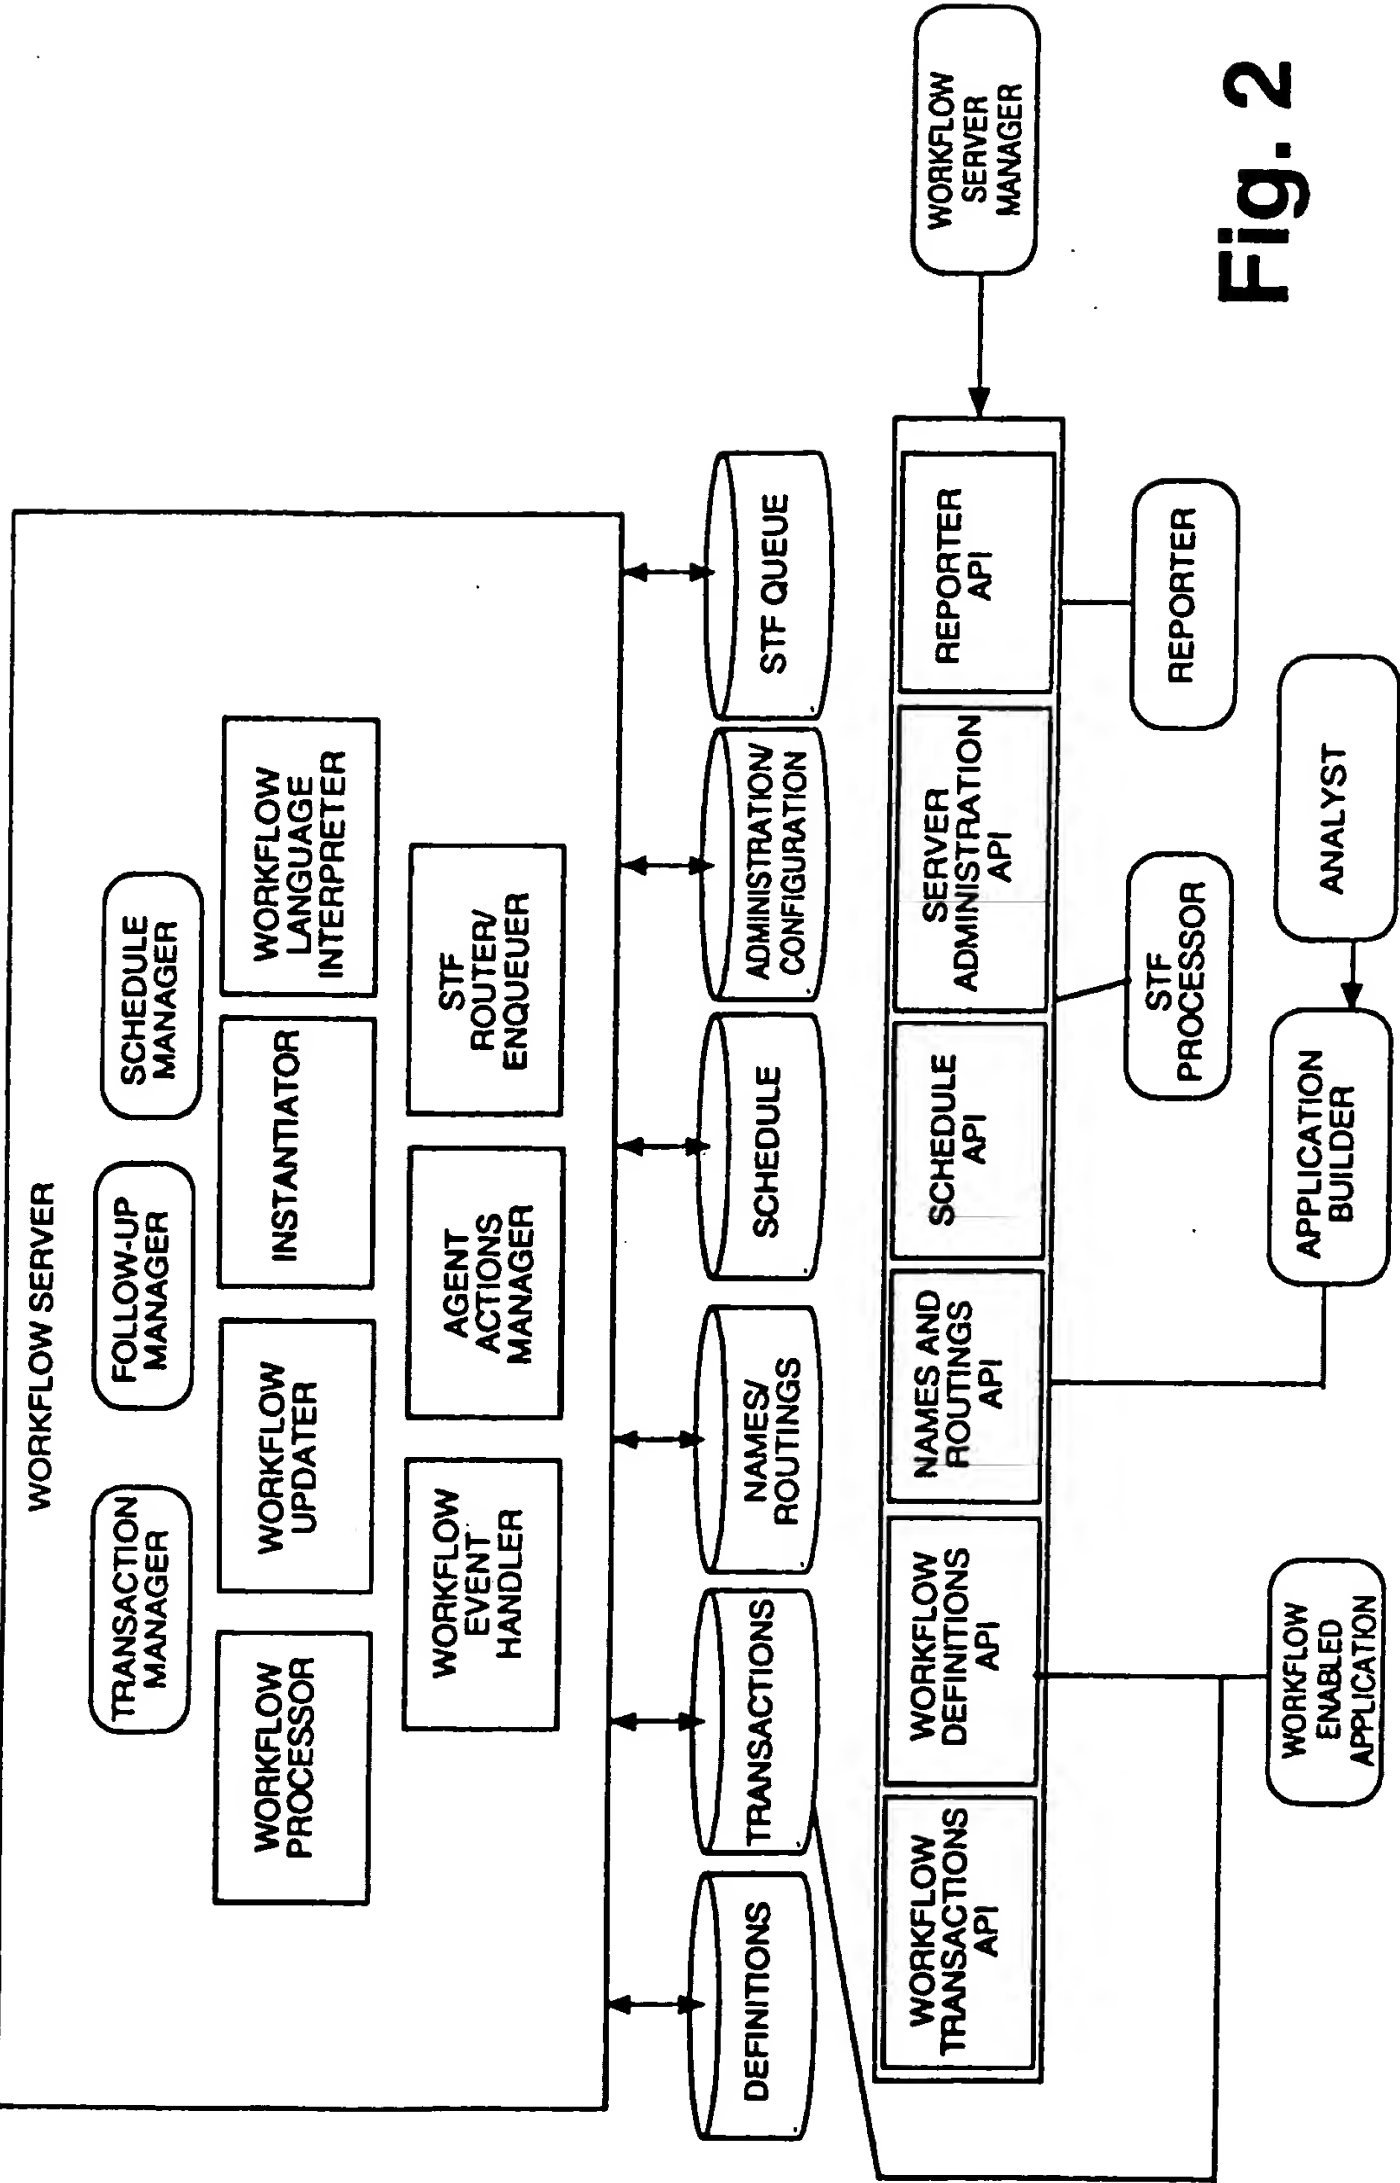 WORKFLOW SERVER
TRANSACTION
MANAGER
FOLLOW-UP
MANAGER
SCHEDULE
MANAGER
WORKFLOW
PROCESSOR
WORKFLOW
UPDATER
INSTANTIATOR
WORKFLOW
LANGUAGE
INTERPRETER
WORKFLOW
EVENT
HANDLER
AGENT
ACTIONS
MANAGER
STF
ROUTER/
ENQUEUER
DEFINITIONS
TRANSACTIONS
NAMES/
ROUTINGS
SCHEDULE
ADMINISTRATION/
CONFIGURATION
STF QUEUE
WORKFLOW
TRANSACTIONS
API
WORKFLOW
DEFINITIONS
API
NAMES AND
ROUTINGS
API
SCHEDULE
API
SERVER
ADMINISTRATION
API
REPORTER
API
WORKFLOW
SERVER
MANAGER
STF
PROCESSOR
REPORTER
WORKFLOW
ENABLED
APPLICATION
APPLICATION
BUILDER
ANALYST
Fig. 2